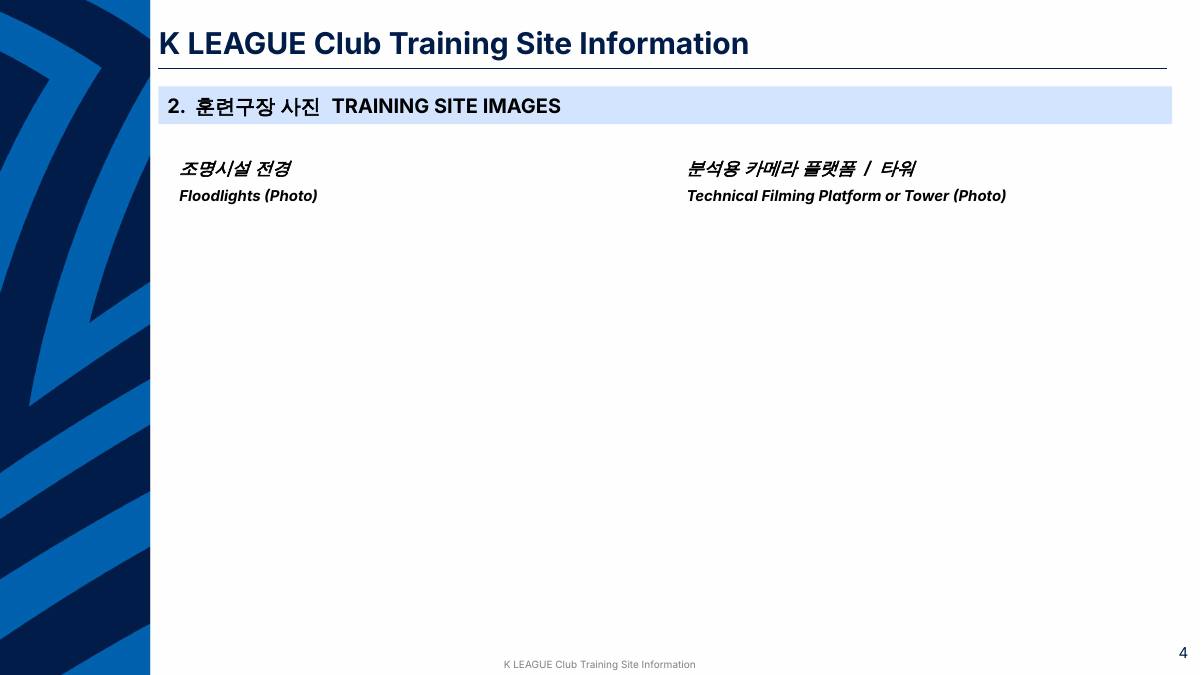 K LEAGUE Club Training Site Information
2. 훈련구장 사진 TRAINING SITE IMAGES
조명시설 전경
Floodlights (Photo)
분석용 카메라 플랫폼 / 타워
Technical Filming Platform or Tower (Photo)
K LEAGUE Club Training Site Information
4